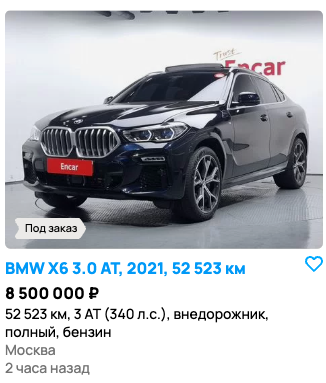 Time
Encar
Encar
Под заказ
BMW X6 3.0 AT, 2021, 52 523 км
8 500 000 ₽
52 523 км, 3 AT (340 л.с.), внедорожник,
полный, бензин
Москва
2 часа назад